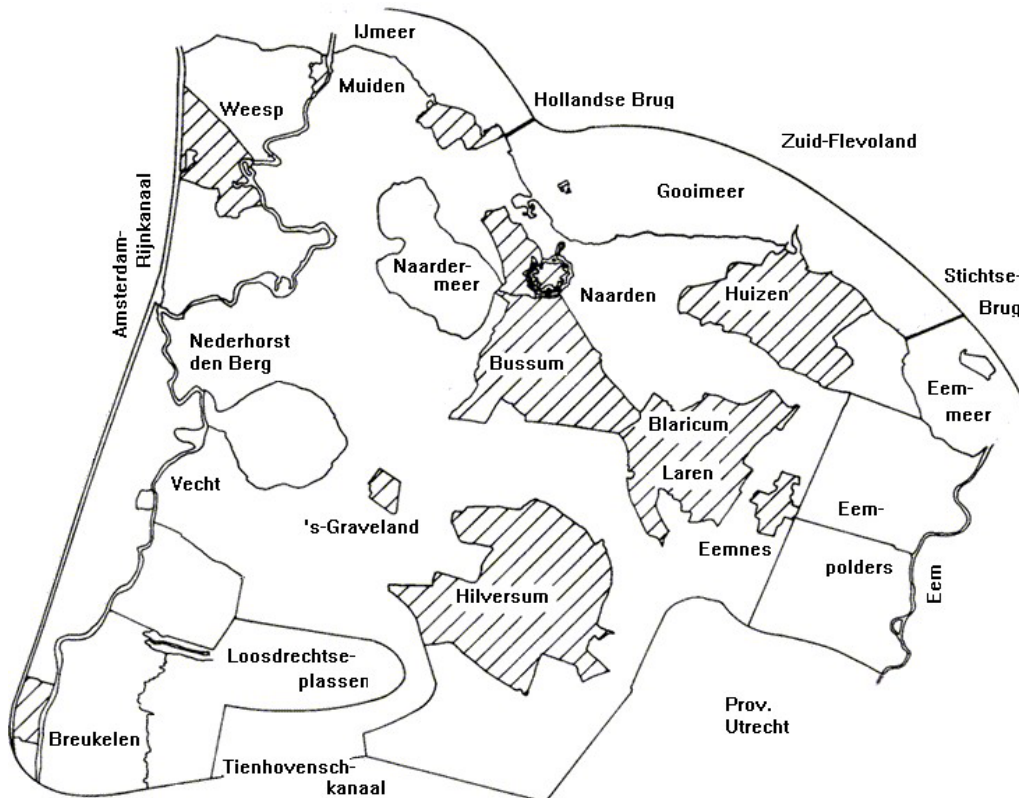 IJmeer
Muiden
Weesp
Hollandse Brug
Zuid-Flevoland
Gooimeer
Amsterdam-
Rijnkanaal
Naarder-
meer
Naarden
Huizen
Stichtse-
Brug
Nederhorst
den Berg
Bussum
Eem-
meer
Blaricum
Laren
Vecht
's-Graveland
Eem-
polders
Eemnes
Eem
Hilversum
Loosdrechtse-
plassen
Prov.
Utrecht
Breukelen
Tienhovensch-
kanaal